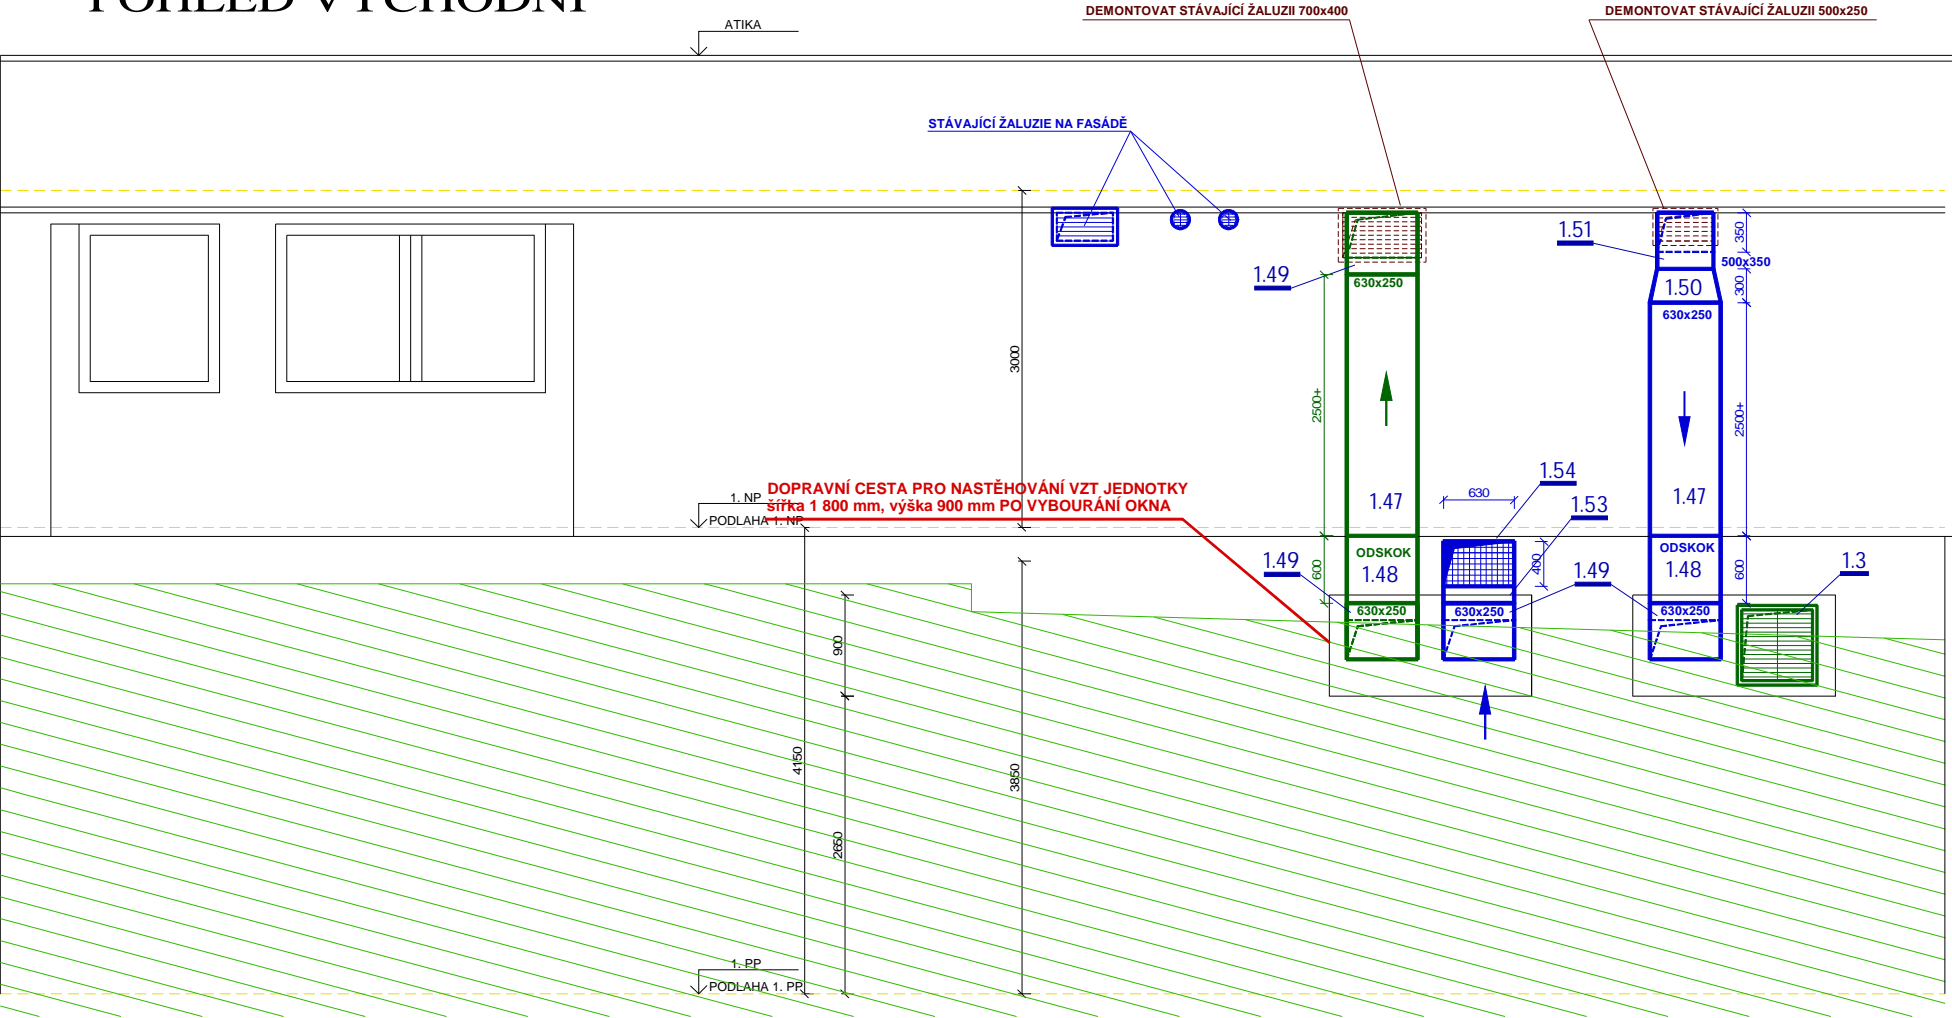 POHLED VÝCHODNÍ
DEMONTOVAT STÁVAJÍCÍ ŽALUZII 700x400
DEMONTOVAT STÁVAJÍCÍ ŽALUZII 500x250
ATIKA
STÁVAJÍCÍ ŽALUZIE NA FASÁDĚ
1.51
350
500x350
1.49
630x250
1.50
300
630x250
3000
2500+
2500+
1.54
1. NP
DOPRAVNÍ CESTA PRO NASTĚHOVÁNÍ VZT JEDNOTKY
šířka 1 800 mm, výška 900 mm PO VYBOURÁNÍ OKNA
PODLAHA 1. NP
1.47
630
1.47
1.53
ODSKOK
1.48
ODSKOK
1.48
1.49
600
400
1.49
600
1.3
630x250
630x250
630x250
900
4150
3850
2650
1. PP
PODLAHA 1. PP